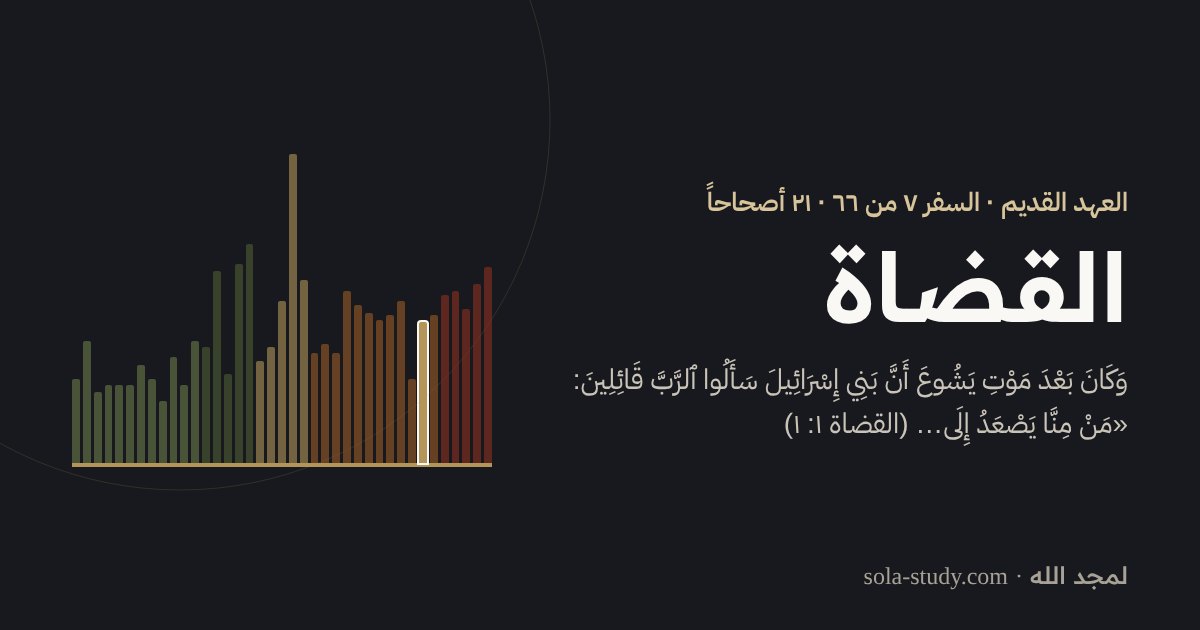 العهد القديم · السفر ٧ من ٦٦ · ٢١ أصحاحاً
القضاة
وَكَانَ بَعْدَ مَوْتِ يَشُوعَ أَنَّ بَنِي إِسْرَائِيلَ سَأَلُوا ٱلرَّبَّ قَائِلِينَ:
«مَنْ مِنَّا يَصْعَدُ إِلَى… (القضاة ١: ١)
لمجد الله · sola-study.com